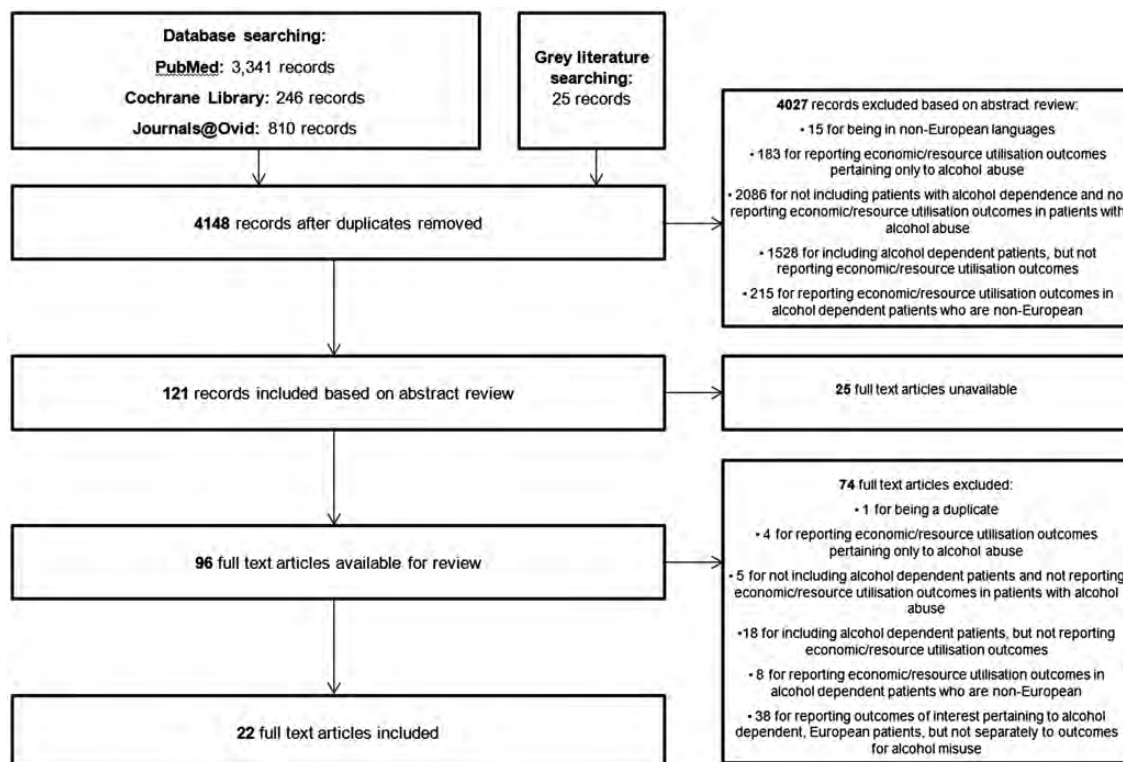 Database searching:
PubMed: 3,341 records
Cochrane Library: 246 records
Journals@Ovid: 810 records
Grey literature
searching:
25 records
4148 records after duplicates removed
4027 records excluded based on abstract review:
• 15 for being in non-European languages
• 183 for reporting economic/resource utilisation outcomes
pertaining only to alcohol abuse
• 2086 for not including patients with alcohol dependence and no
reporting economic/resource utilisation outcomes in patients with
alcohol abuse
• 1528 for including alcohol dependent patients, but not
reporting economic/resource utilisation outcomes
• 215 for reporting economic/resource utilisation outcomes in
alcohol dependent patients who are non-European
121 records included based on abstract review
25 full text articles unavailable
96 full text articles available for review
74 full text articles excluded:
• 1 for being a duplicate
• 4 for reporting economic/resource utilisation outcomes
pertaining only to alcohol abuse
• 5 for not including alcohol dependent patients and not reporting
economic/resource utilisation outcomes in patients with alcohol
abuse
•18 for including alcohol dependent patients, but not reporting
economic/resource utilisation outcomes
• 8 for reporting economic/resource utilisation outcomes in
alcohol dependent patients who are non-European
• 38 for reporting outcomes of interest pertaining to alcohol
dependent, European patients, but not separately to outcomes
for alcohol misuse
22 full text articles included